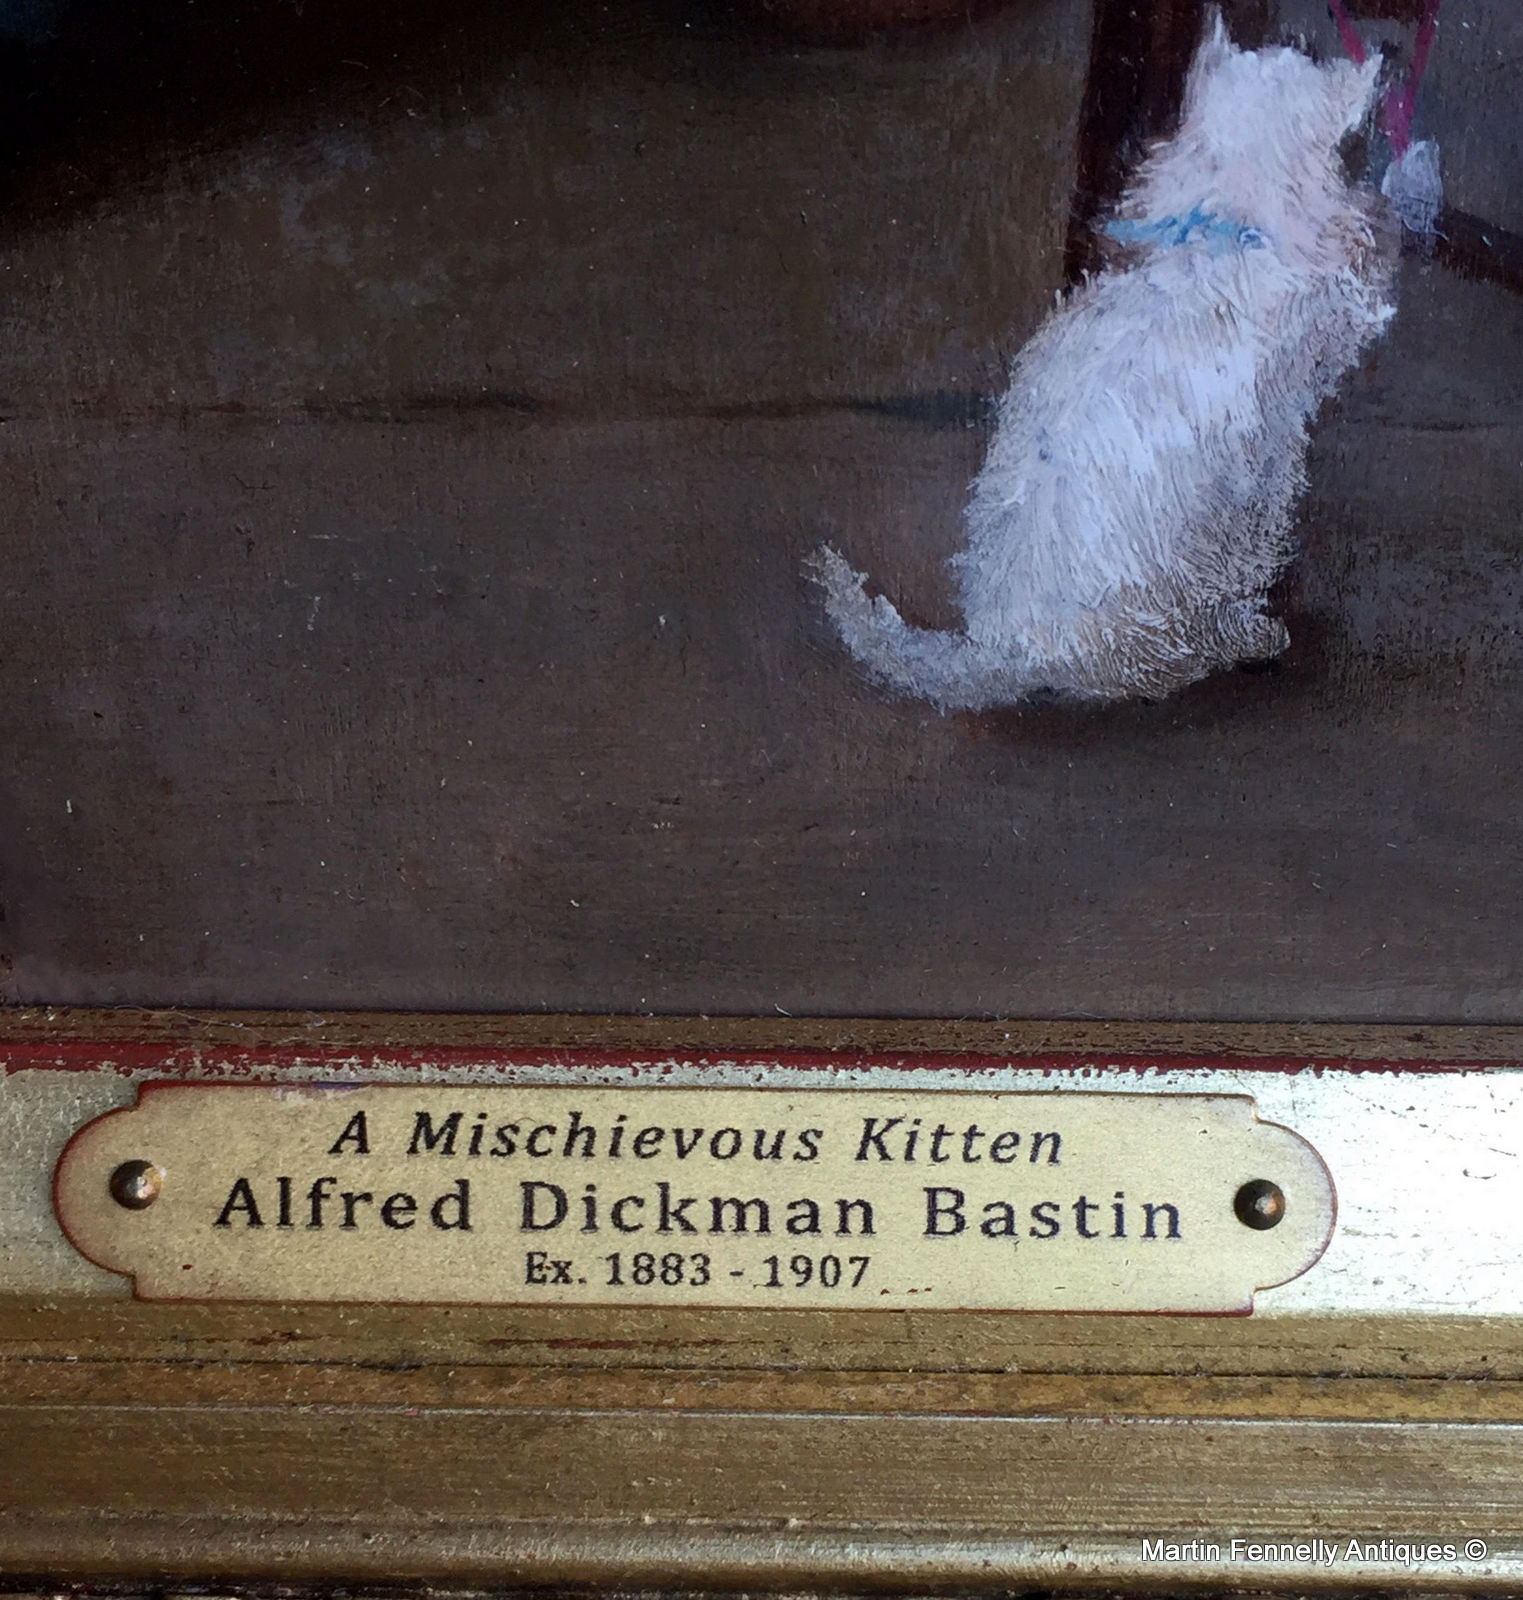 A Mischievous Kitten
Alfred Dickman Bastin
Ex. 1883 - 1907
Martin Fennelly Antiques ©